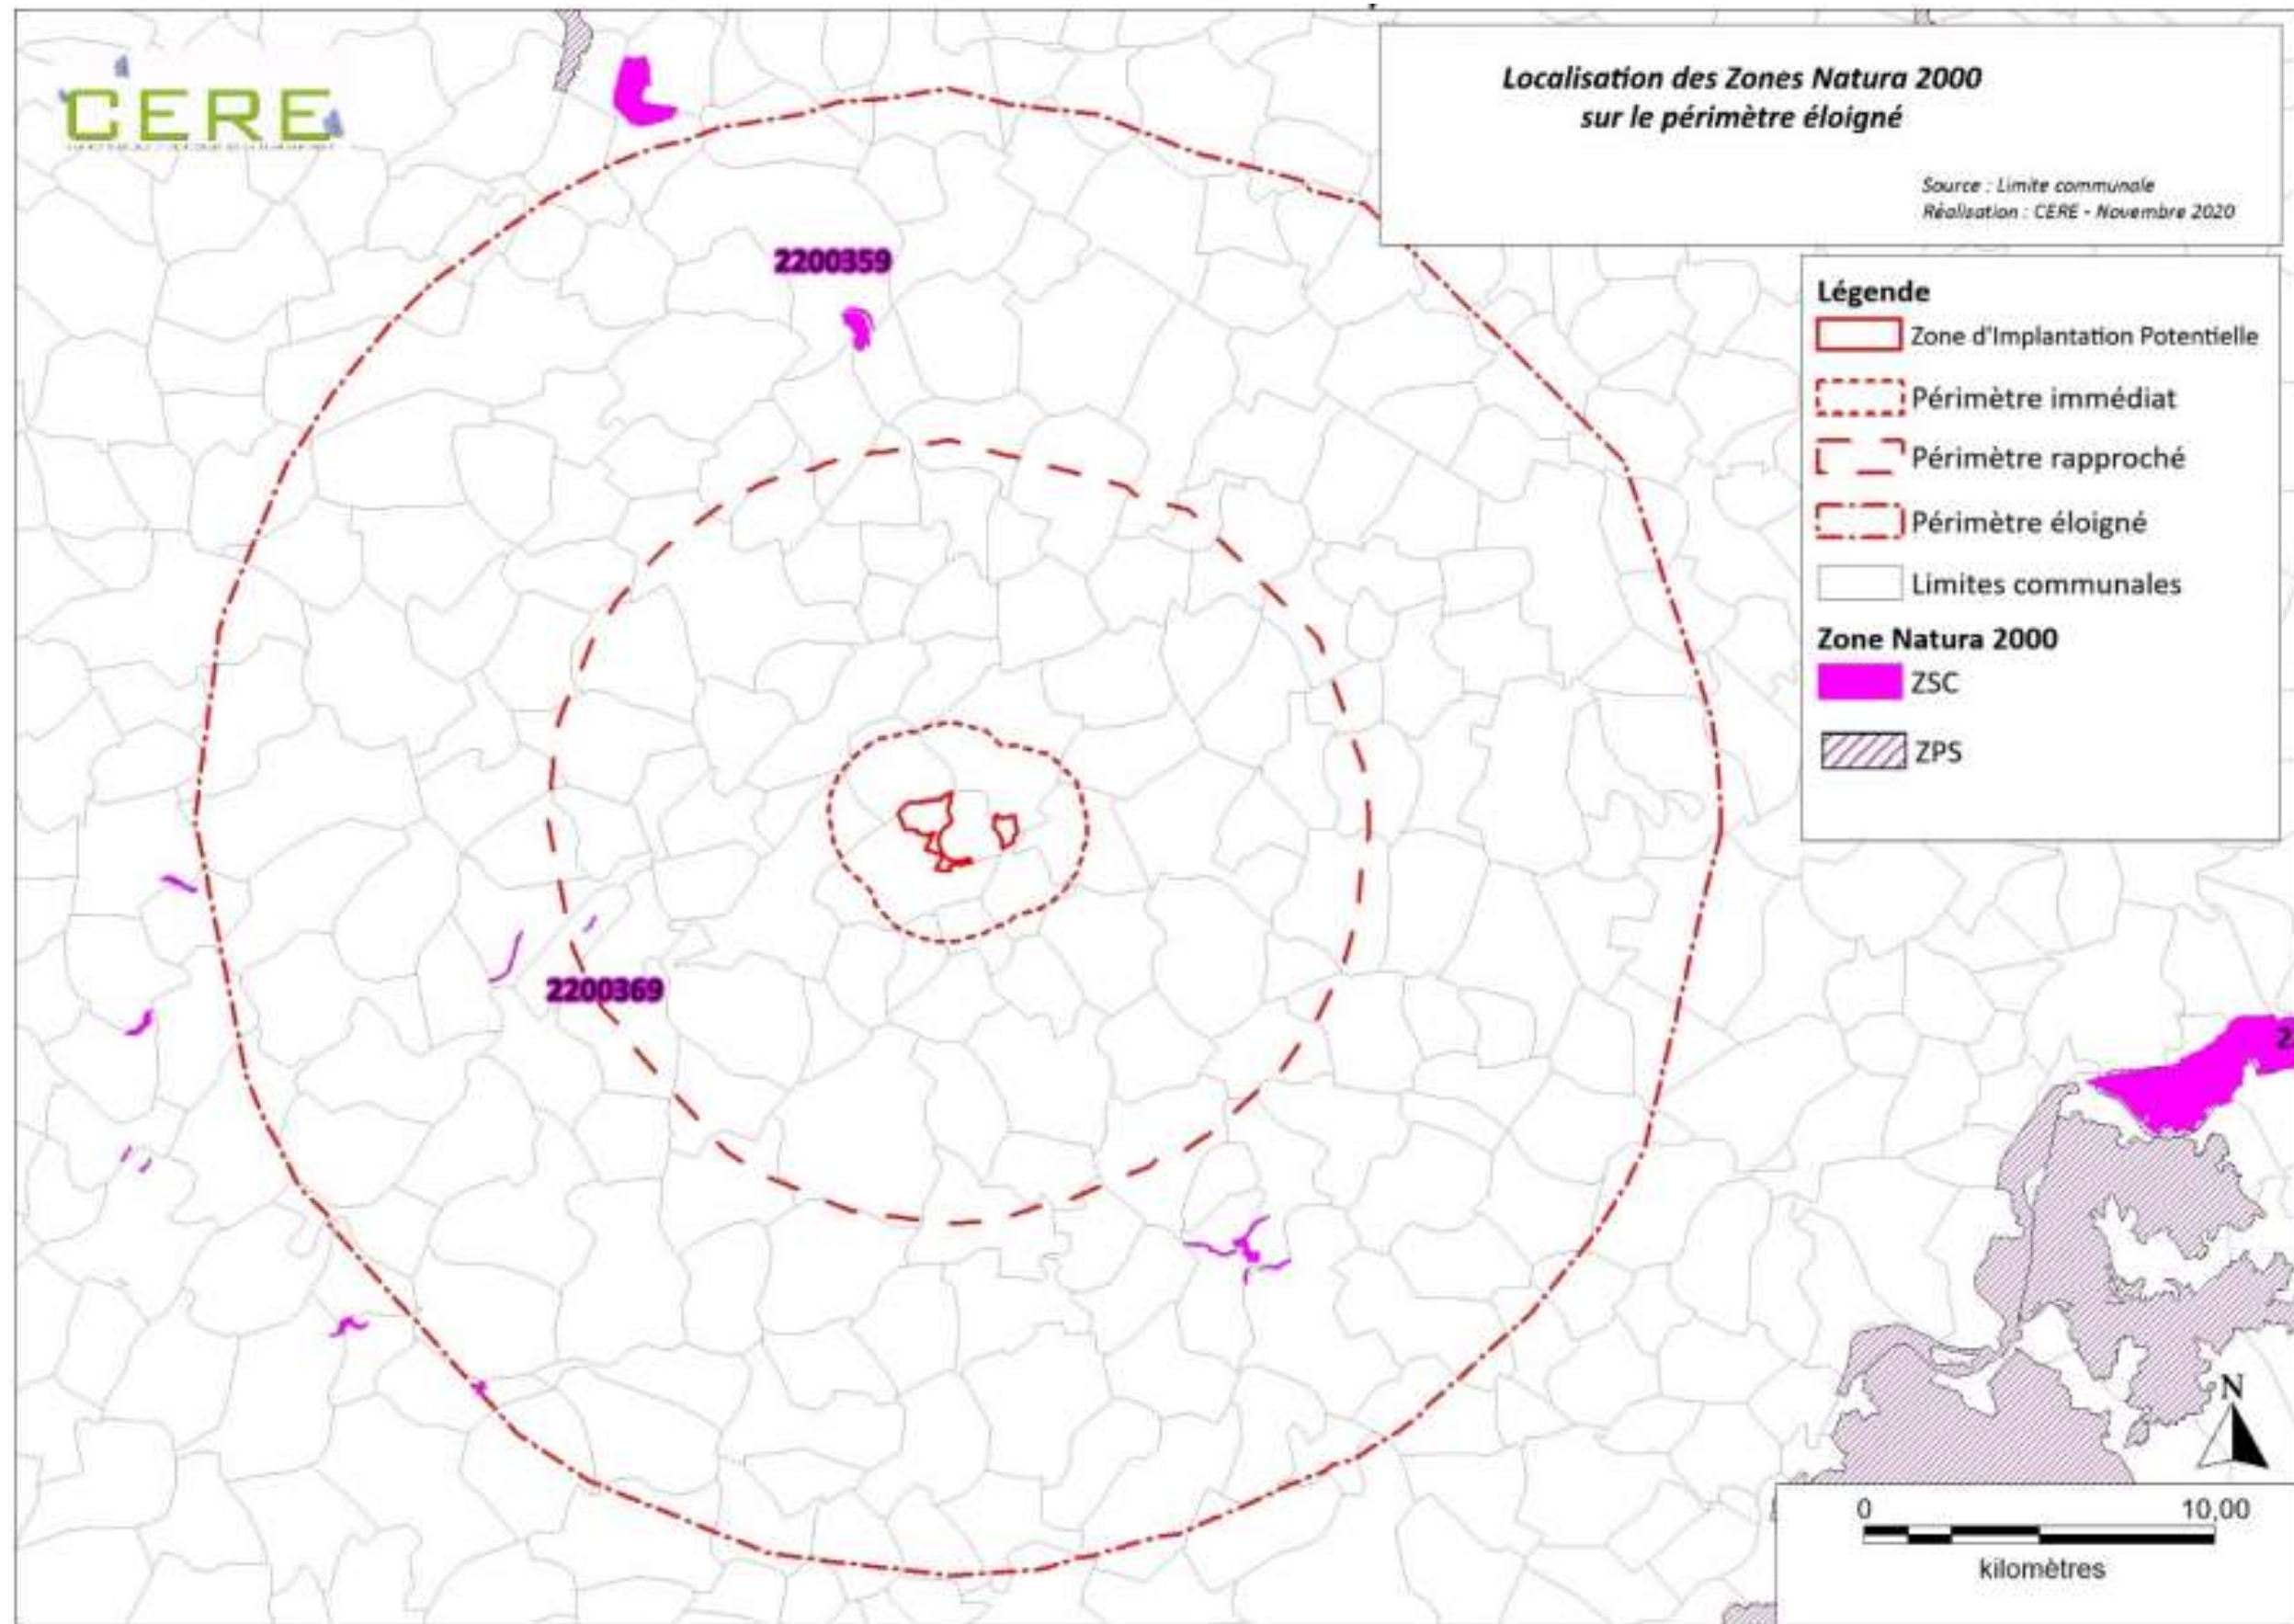 CERE
Localisation des Zones Natura 2000
sur le périmètre éloigné
Source : Limite communale
Réalisation : CERE - Novembre 2020
2200359
2200369
Légende
Zone d'Implantation Potentielle
Périmètre immédiat
Périmètre rapproché
Périmètre éloigné
Limites communales
Zone Natura 2000
ZSC
ZPS
2
N
0 10,00
kilomètres